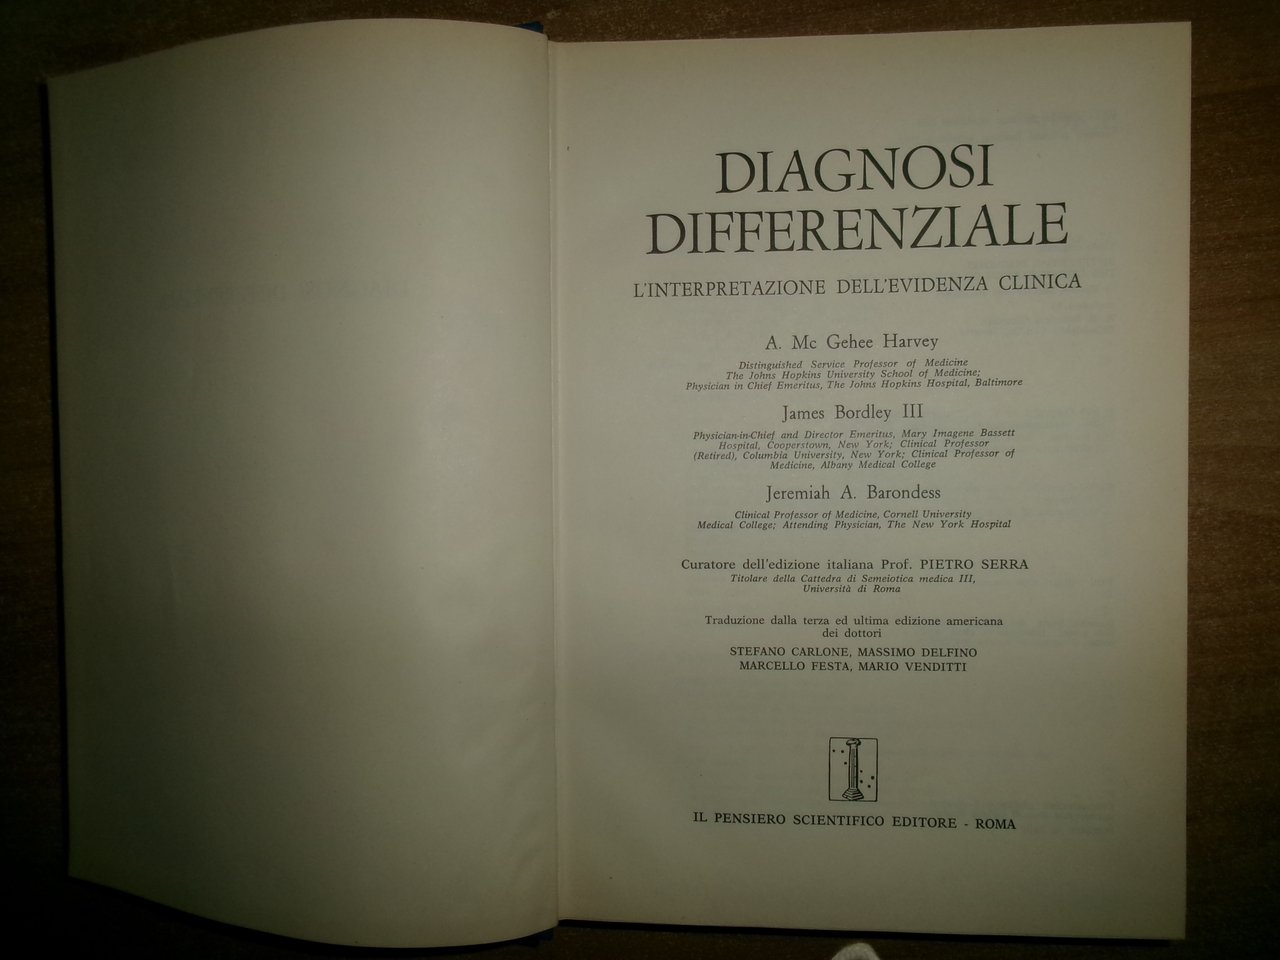 DIAGNOSI
DIFFERENZIALE
L'INTERPRETAZIONE DELL'EVIDENZA CLINICA
A. Mc Gehee Harvey
Distinguished Service Professor of Medicine
The Johns Hopkins University School of Medicine;
Physician in Chief Emeritus, The Johns Hopkins Hospital, Baltimore
James Bordley III
Physician-in-Chief and Director Emeritus, Mary Imagene Bassett
Hospital, Cooperstown, New York; Clinical Professor
(Retired), Columbia University, New York; Clinical Professor of
Medicine, Albany Medical College
Jeremiah A. Barondess
Clinical Professor of Medicine, Cornell University
Medical College; Attending Physician, The New York Hospital
Curatore dell'edizione italiana Prof. PIETRO SERRA
Titolare della Cattedra di Semeiotica medica III,
Università di Roma
Traduzione dalla terza ed ultima edizione americana
dei dottori
STEFANO CARLONE, MASSIMO DELFINO
MARCELLO FESTA, MARIO VENDITTI
IL PENSIERO SCIENTIFICO EDITORE - ROMA